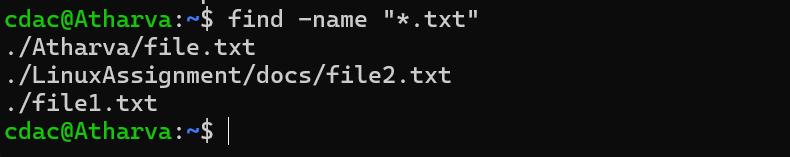 cdac@Atharva:~$ find -name "*.txt"
./Atharva/file.txt
./LinuxAssignment/docs/file2.txt
./file1.txt
cdac@Atharva:~$